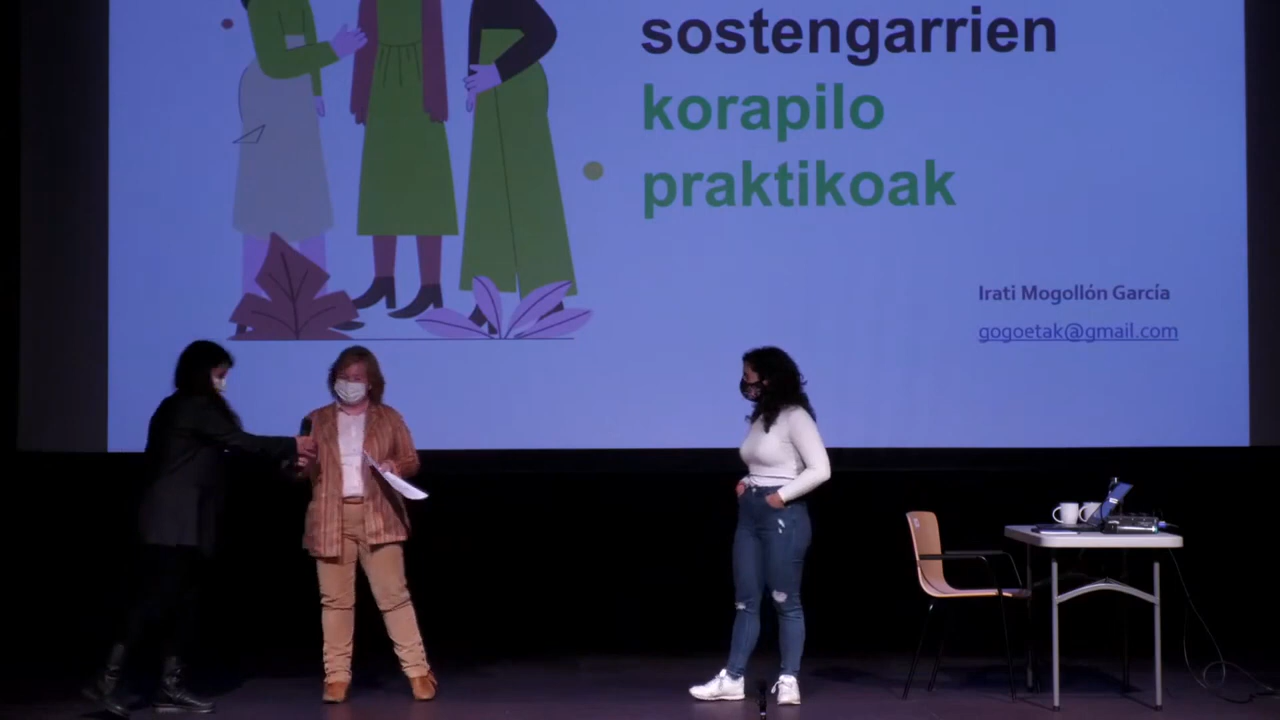 sostengarrien
korapilo
praktikoak
Irati Mogollón García
gogoetak@gmail.com